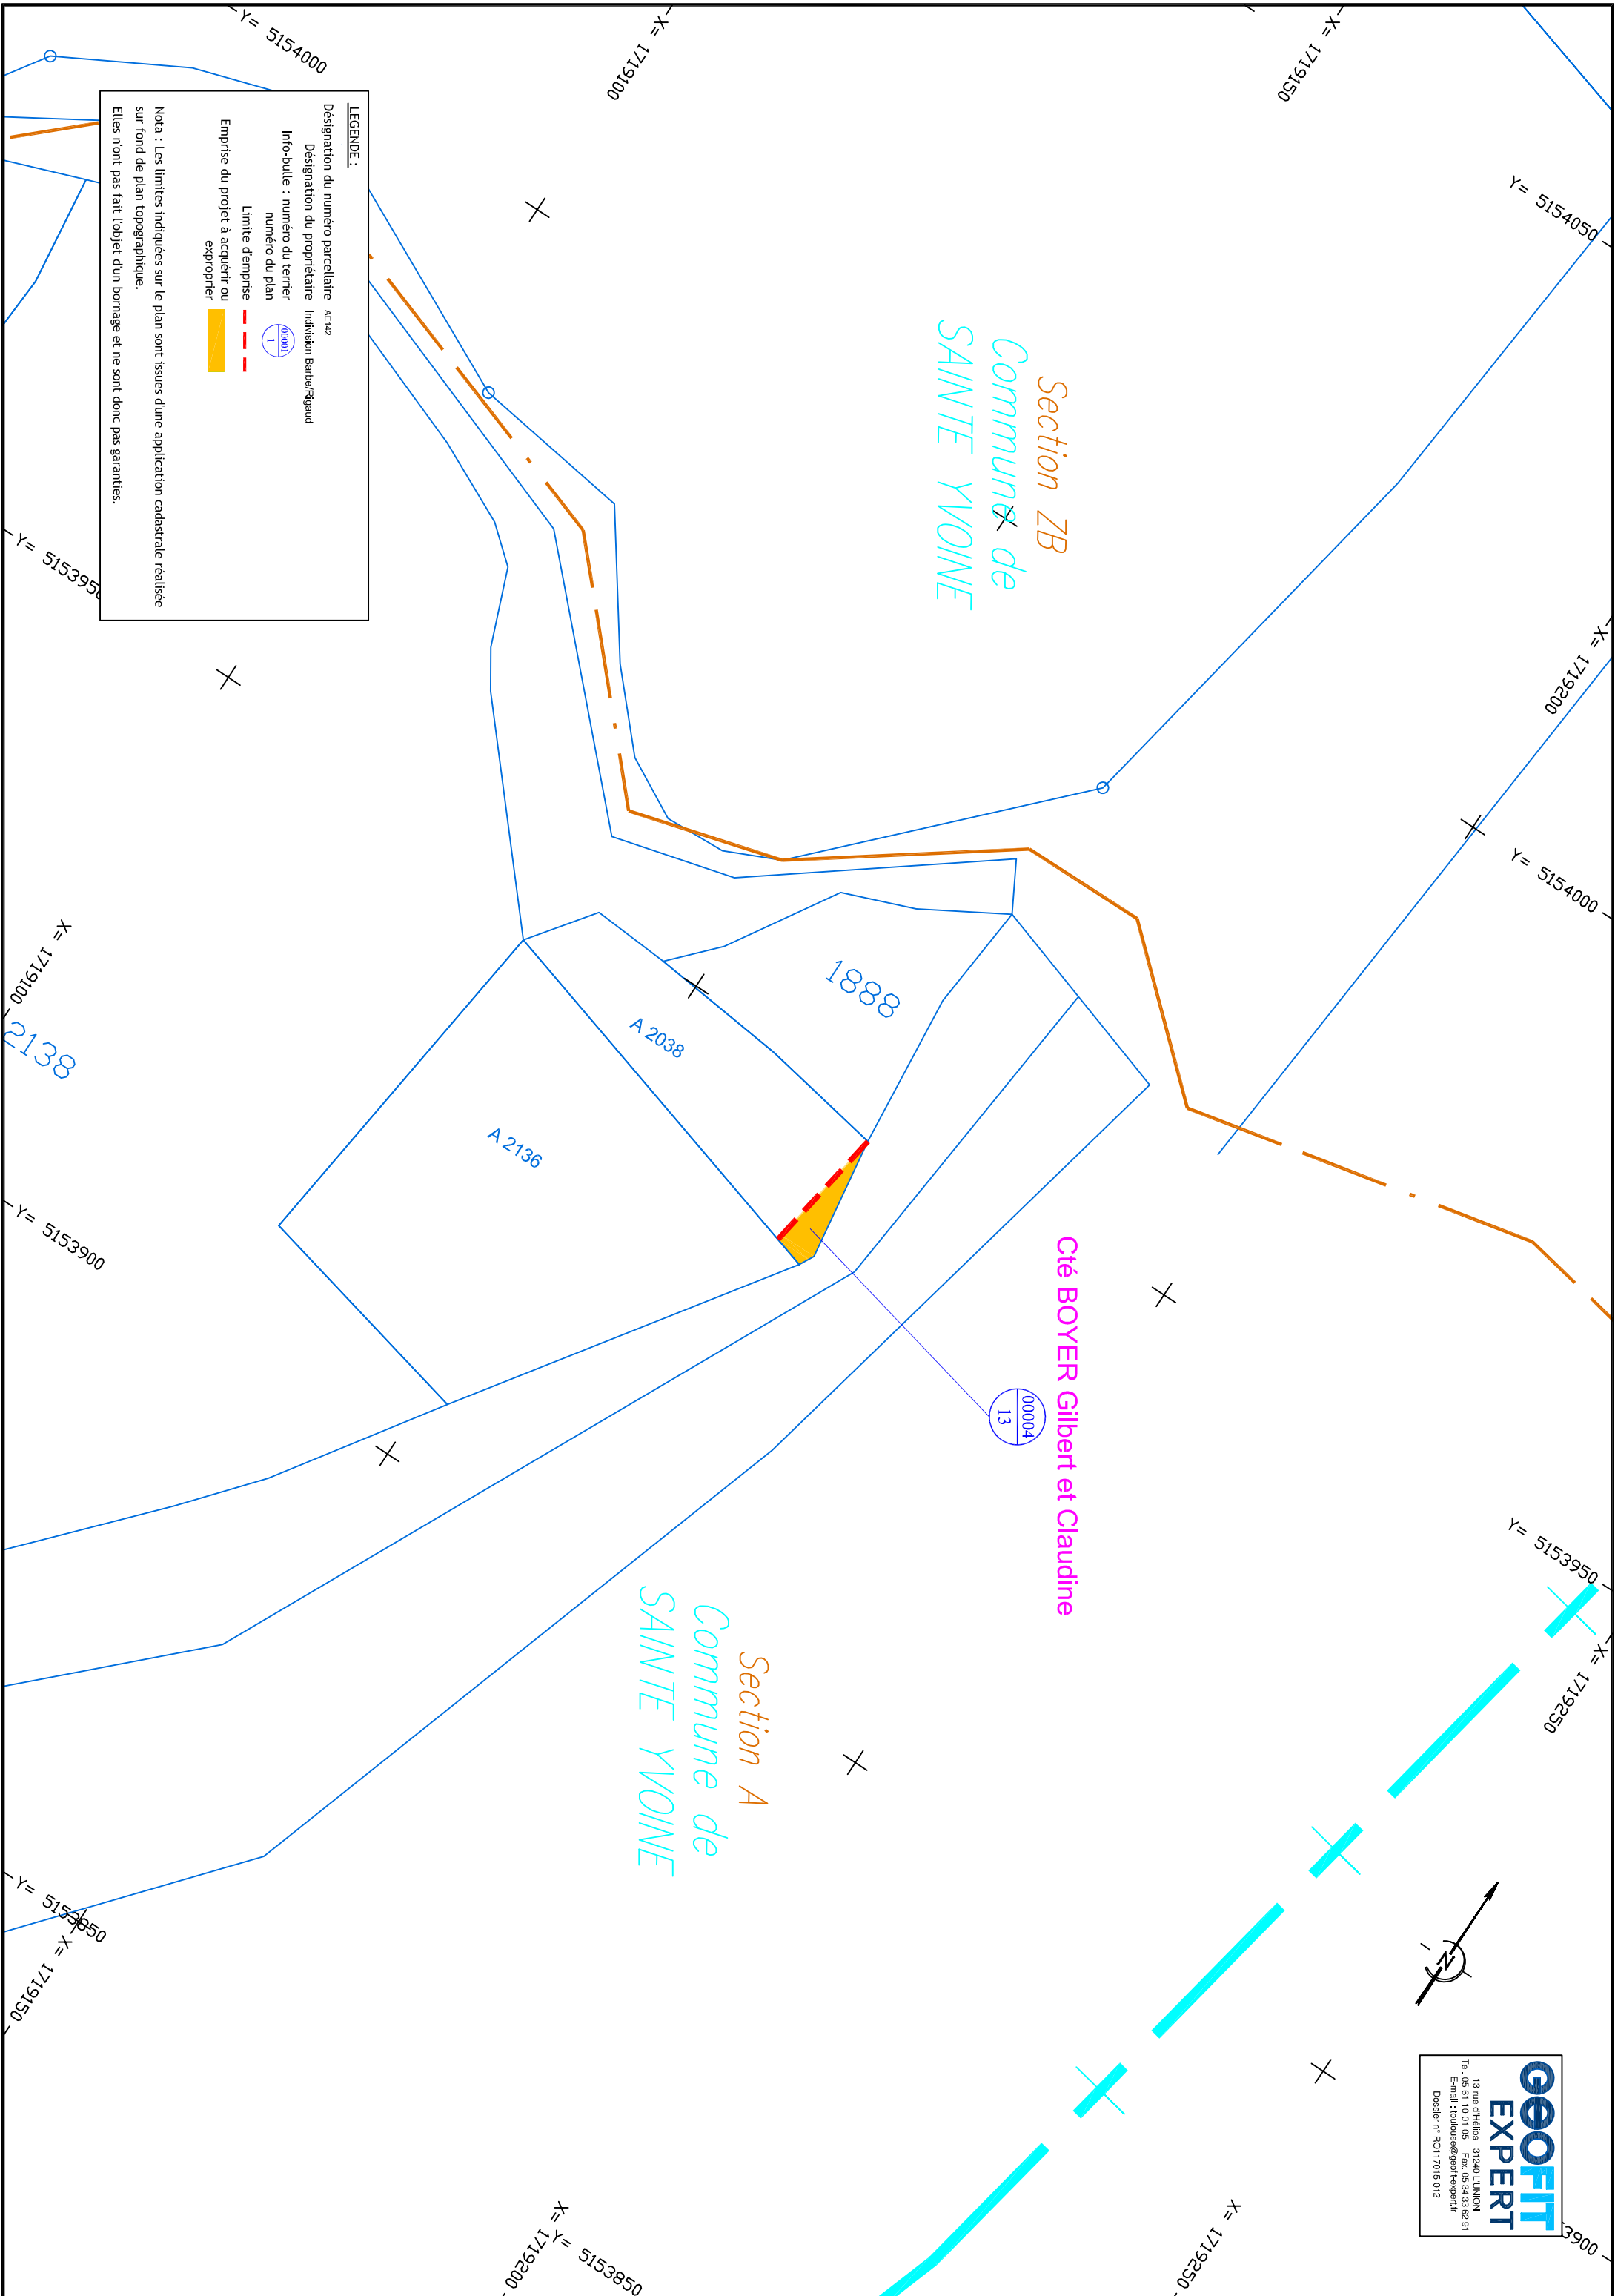 LEGENDE :
Désignation du numéro parcellaire AE142
Désignation du propriétaire Indivision Barbe/Rigaud
Info-bulle : numéro du terrier 00001
numéro du plan 1
Limite d'emprise
Emprise du projet à acquérir ou
exproprier
Nota : Les limites indiquées sur le plan sont issues d'une application cadastrale réalisée
sur fond de plan topographique.
Elles n'ont pas fait l'objet d'un bornage et ne sont donc pas garanties.
Y= 5154000
X= 1719100
X= 1719150
Y= 5154050
X= 1719200
Y= 5154000
Y= 5153950
Section ZB
Commune de
SAINTE YVOINE
X= 1719100
2138
1888
A 2038
A 2136
Y= 5153900
Cté BOYER Gilbert et Claudine
00004
13
Y= 5153950
X= 1719250
Section A
Commune de
SAINTE YVOINE
Y= 5153850
X= 1719150
N
GEOFIT
EXPERT
13 rue d'Hélios - 31240 L'UNION
Tel. 05 61 10 01 05 - Fax. 05 34 33 62 91
E-mail : toulouse@geofit-expert.fr
Dossier n° RO117015-012
3900
X= 1719200
Y= 5153850
X= 1719250